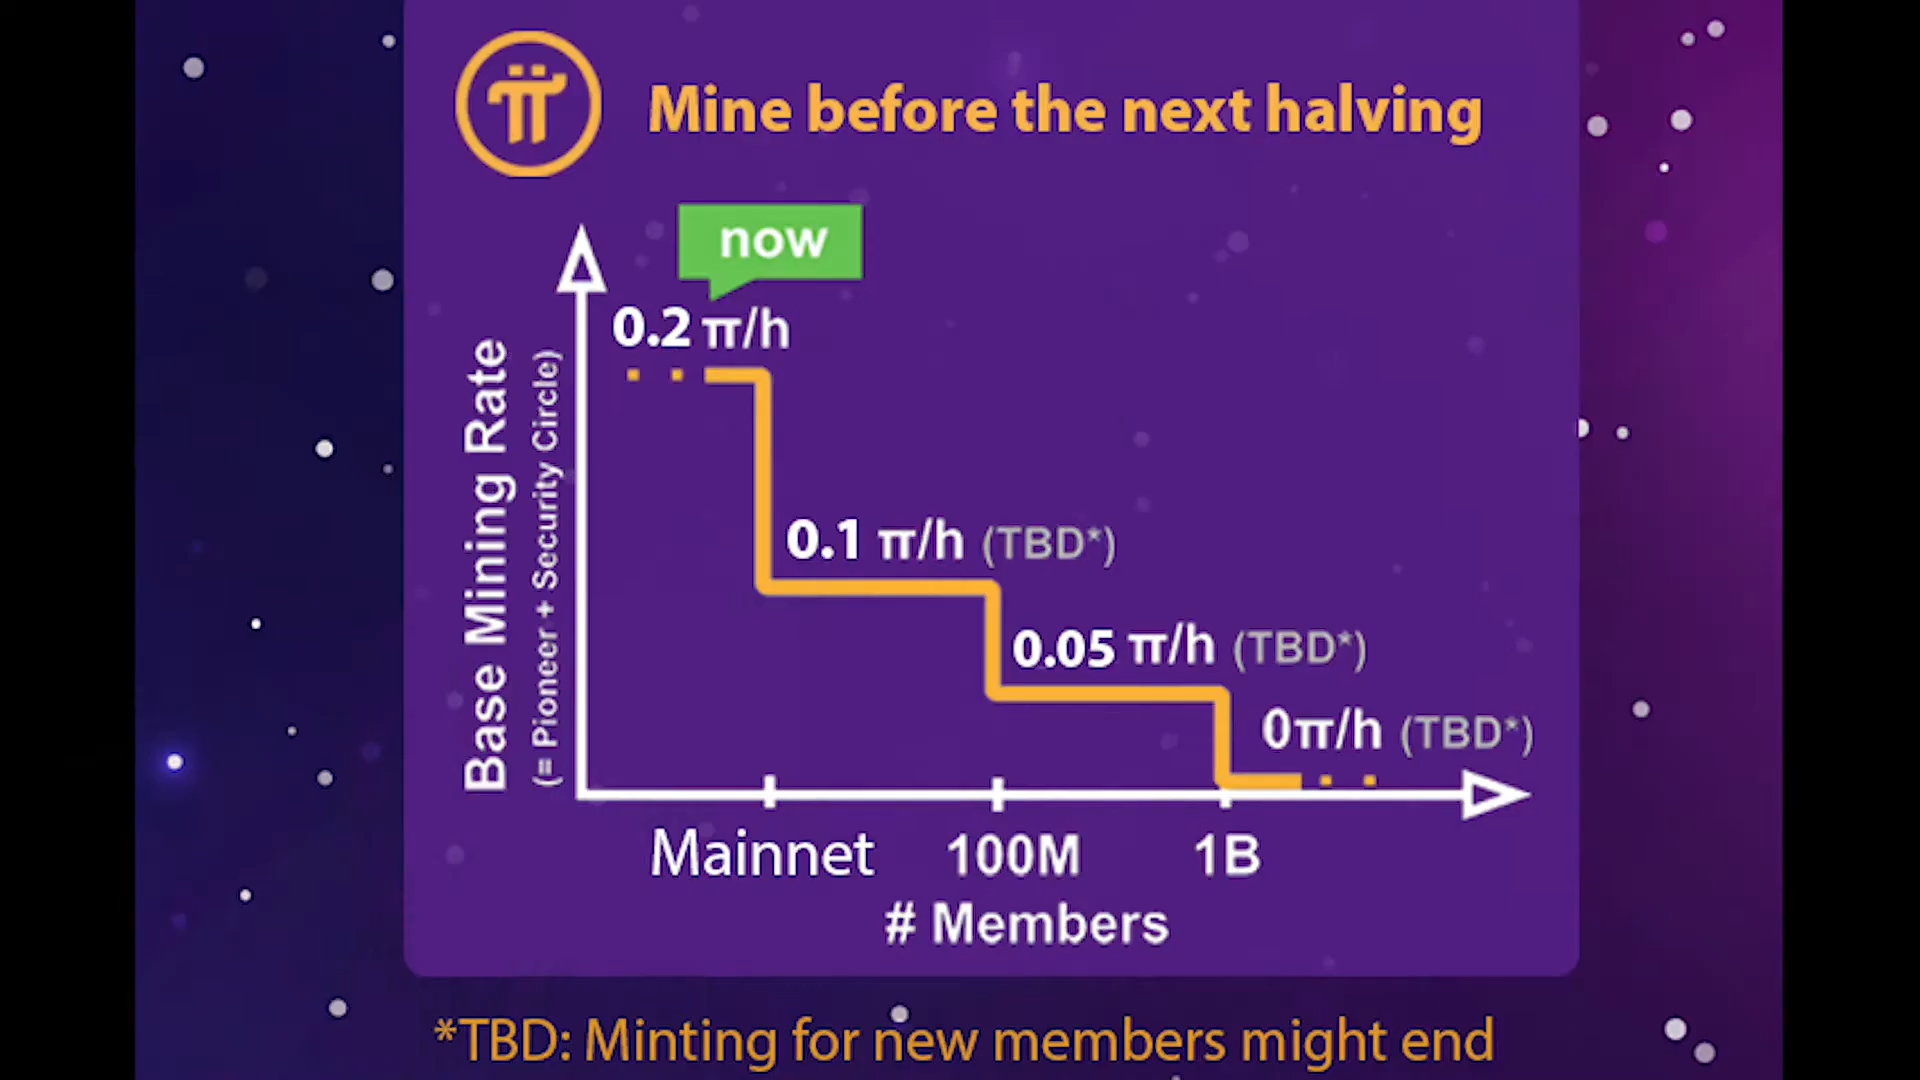 Mine before the next halving
now
0.2 π/h
Base Mining Rate
(= Pioneer + Security Circle)
0.1 π/h (TBD*)
0.05 π/h (TBD*)
0π/h (TBD*)
Mainnet 100M 1B
# Members
*TBD: Minting for new members might end